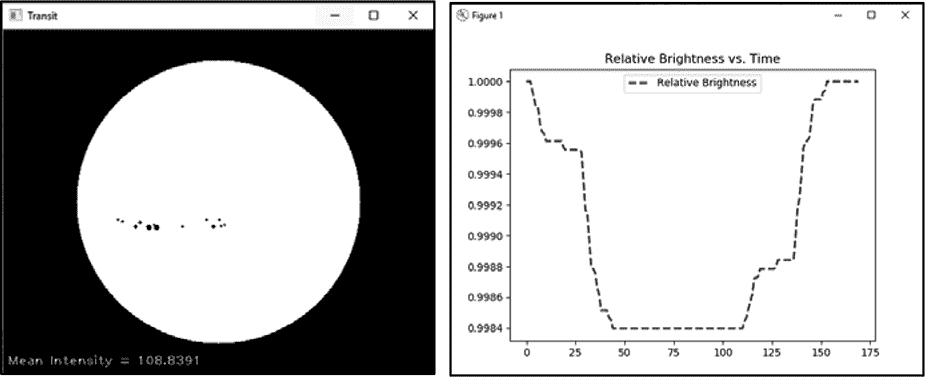 Transit
Mean Intensity = 108.8391
Figure 1
Relative Brightness vs. Time
Relative Brightness
1.0000
0.9998
0.9996
0.9994
0.9992
0.9990
0.9988
0.9986
0.9984
0 25 50 75 100 125 150 175